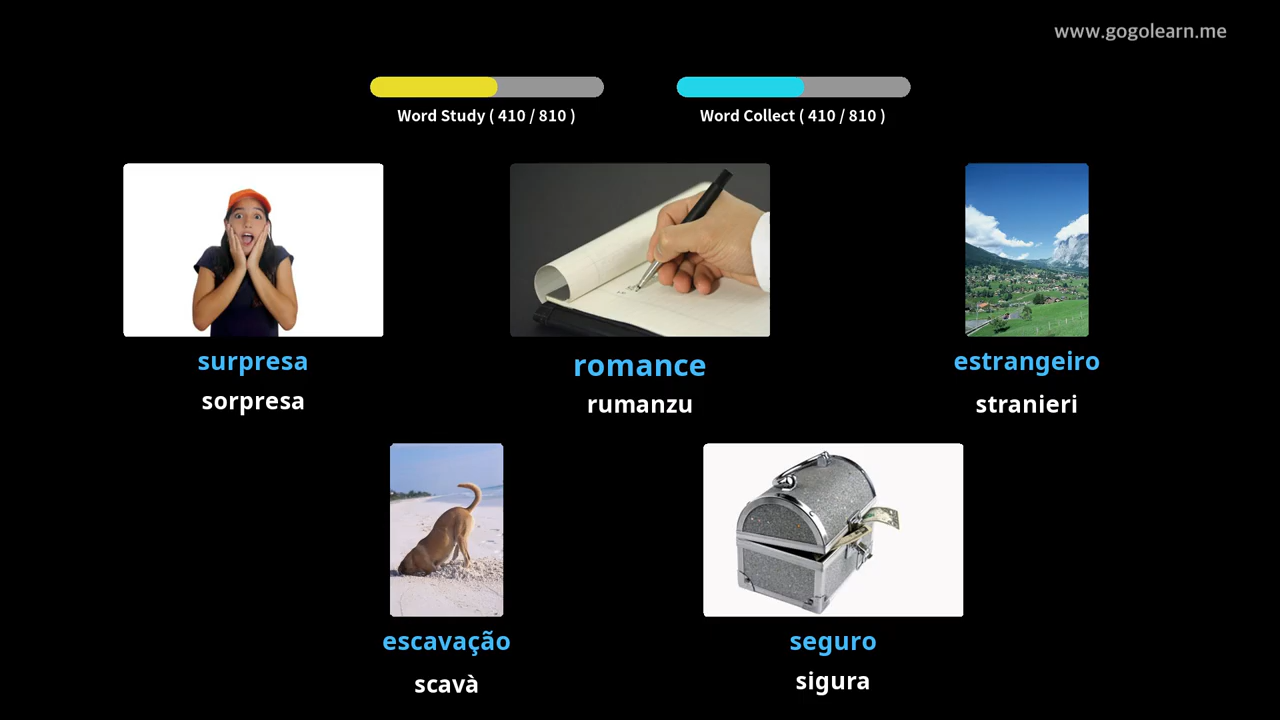 www.gogolearn.me
Word Study ( 410 / 810 )
Word Collect ( 410 / 810 )
surpresa
sorpresa
romance
rumanzu
estrangeiro
stranieri
escavação
scavà
seguro
sigura